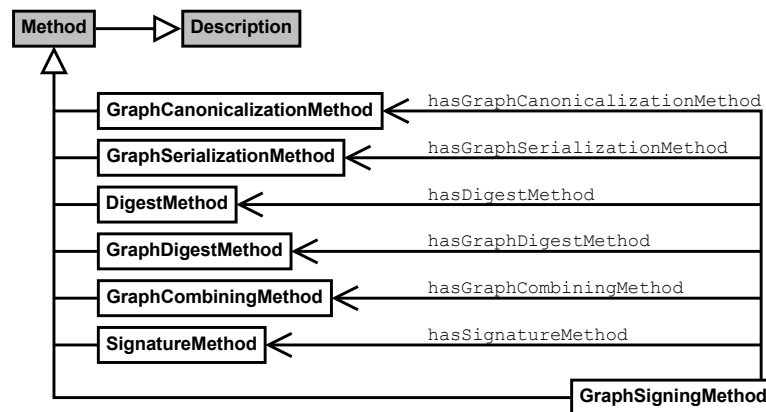 Method
Description
GraphCanonicalizationMethod
hasGraphCanonicalizationMethod
GraphSerializationMethod
hasGraphSerializationMethod
DigestMethod
hasDigestMethod
GraphDigestMethod
hasGraphDigestMethod
GraphCombiningMethod
hasGraphCombiningMethod
SignatureMethod
hasSignatureMethod
GraphSigningMethod